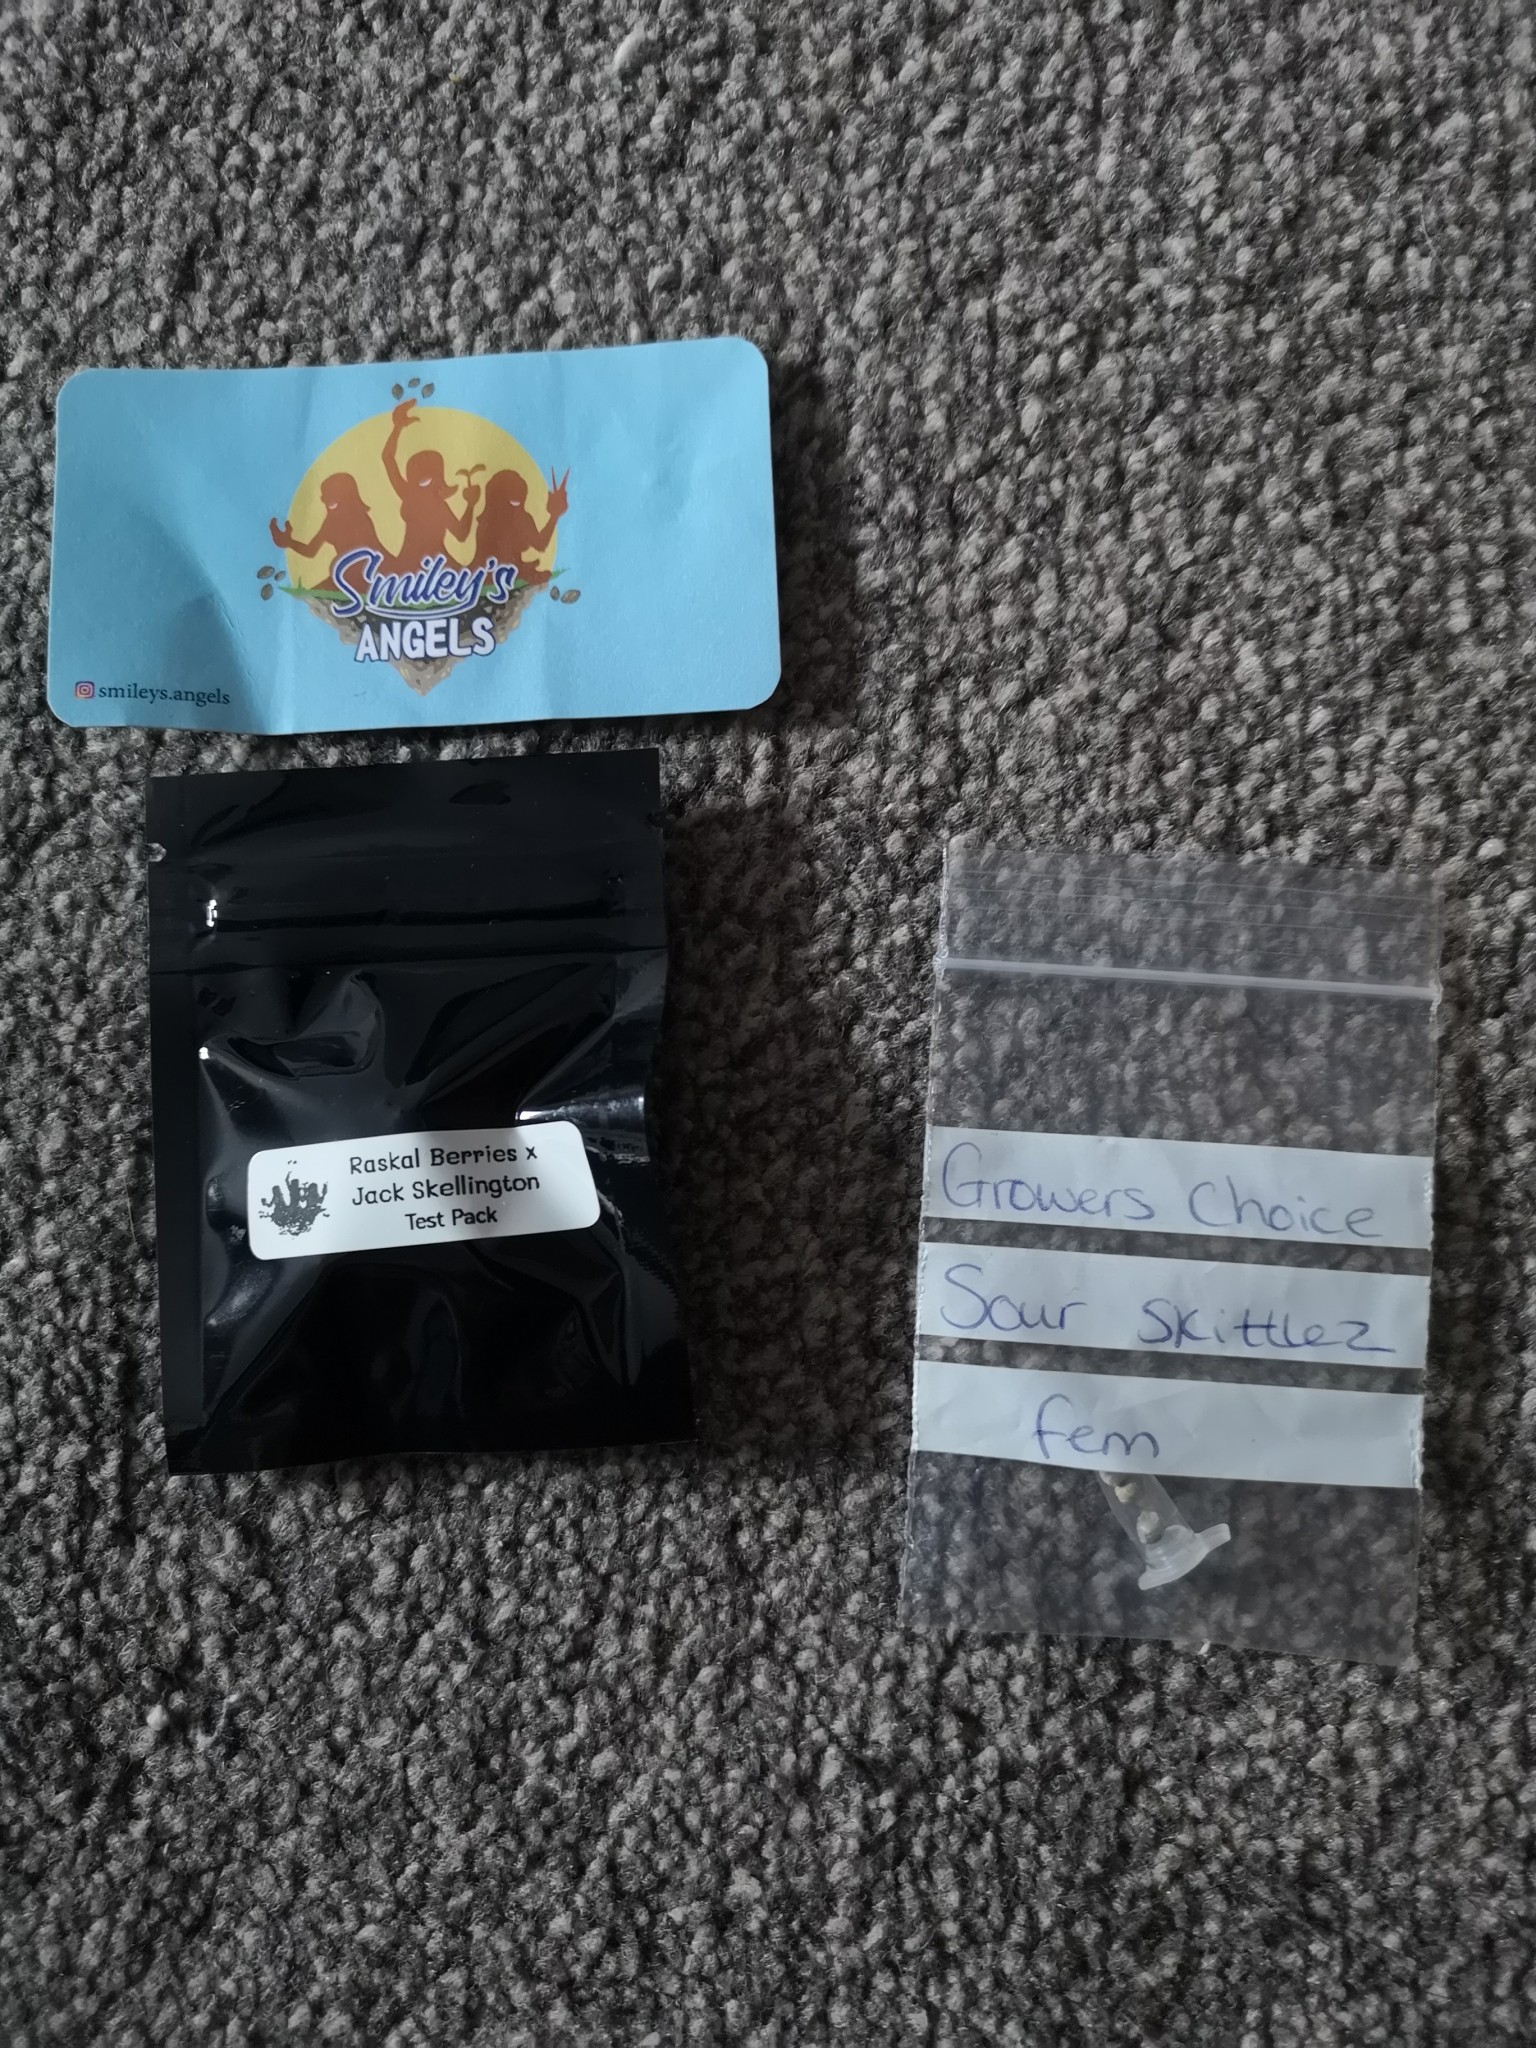 Smiley's
ANGELS
smileys.angels
Raskal Berries x
Jack Skellington
Test Pack
Growers Choice
Sour Skittlez
fem